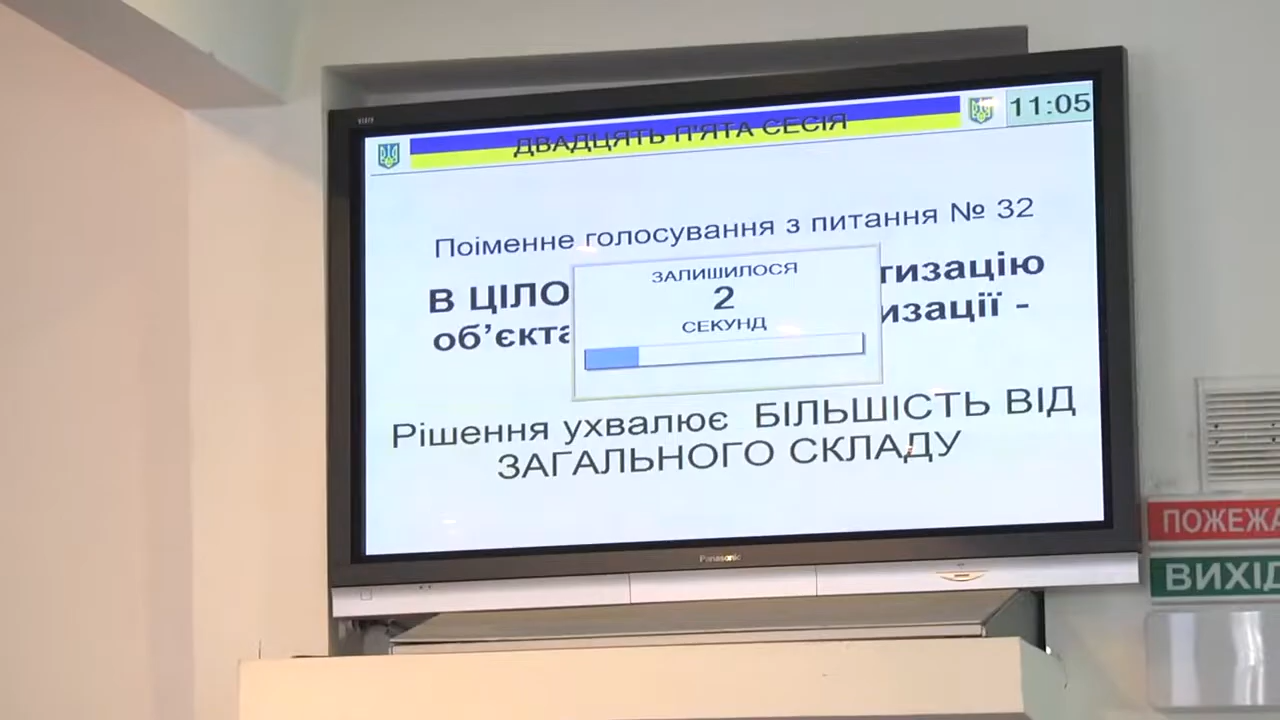 ДВАДЦЯТЬ П'ЯТА СЕСІЯ
11:05
Поіменне голосування з питання № 32
В ЦІЛО тизацію
об’єкта изації -
ЗАЛИШИЛОСЯ
2
СЕКУНД
Рішення ухвалює БІЛЬШІСТЬ ВІД
ЗАГАЛЬНОГО СКЛАДУ
Panasonic
ПОЖЕЖА
ВИХІД